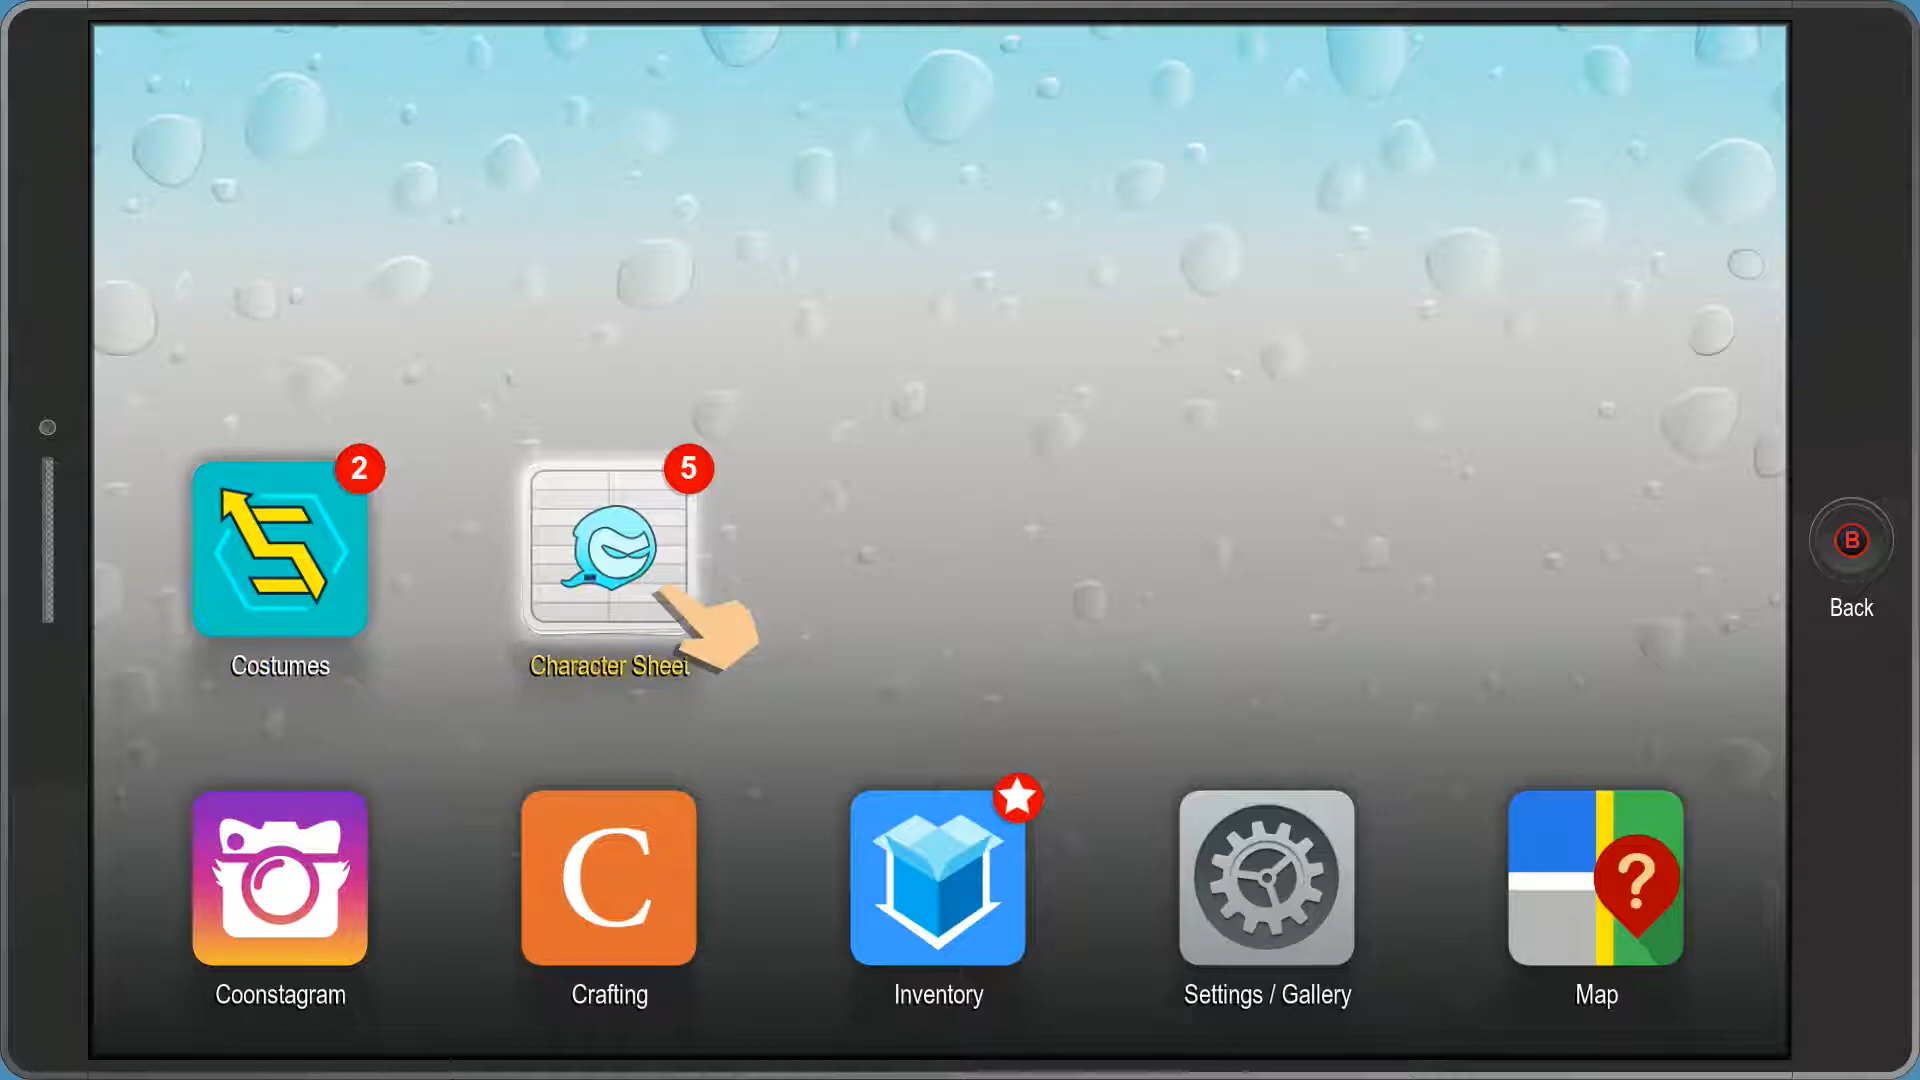 2
5
Costumes
Character Sheet
B
Back
C
?
Coonstagram
Crafting
Inventory
Settings / Gallery
Map